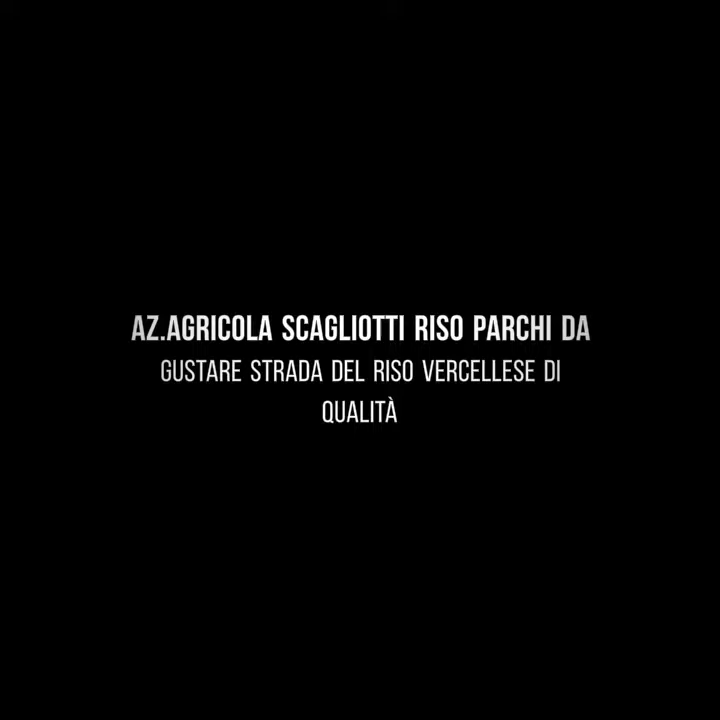 AZ.AGRICOLA SCAGLIOTTI RISO PARCHI DA
GUSTARE STRADA DEL RISO VERCELLESE DI
QUALITÀ